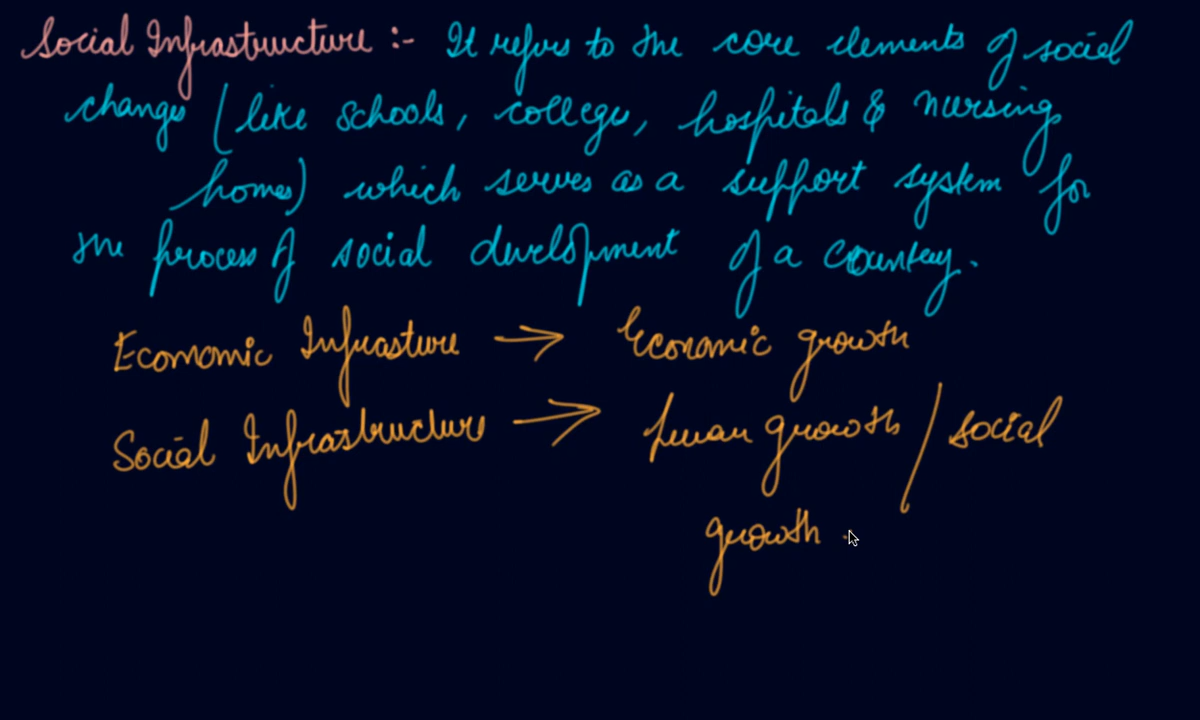 Social Infrastructure :- It refers to the core elements of social
change (like schools, college, hospitals & nursing
homes) which serves as a support system for
the process of social development of a country.
Economic Infrasture → Economic growth
Social Infrastructure → human growth / social
growth.